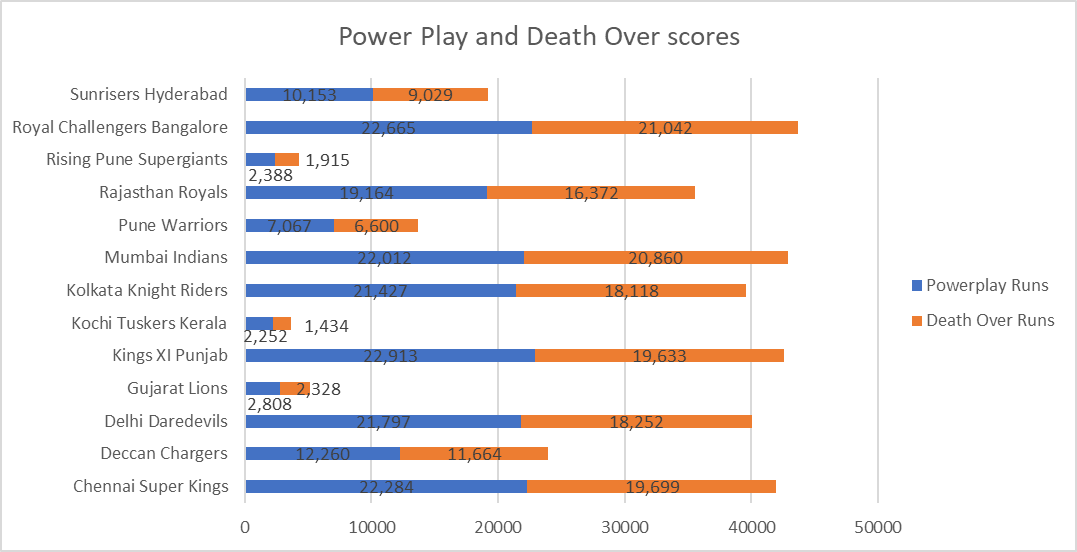 Power Play and Death Over scores
Sunrisers Hyderabad 10,153 9,029
Royal Challengers Bangalore 22,665 21,042
Rising Pune Supergiants 2,388 1,915
Rajasthan Royals 19,164 16,372
Pune Warriors 7,067 6,600
Mumbai Indians 22,012 20,860
Kolkata Knight Riders 21,427 18,118
Kochi Tuskers Kerala 2,252 1,434
Kings XI Punjab 22,913 19,633
Gujarat Lions 2,808 2,328
Delhi Daredevils 21,797 18,252
Deccan Chargers 12,260 11,664
Chennai Super Kings 22,284 19,699
0 10000 20000 30000 40000 50000
Powerplay Runs
Death Over Runs